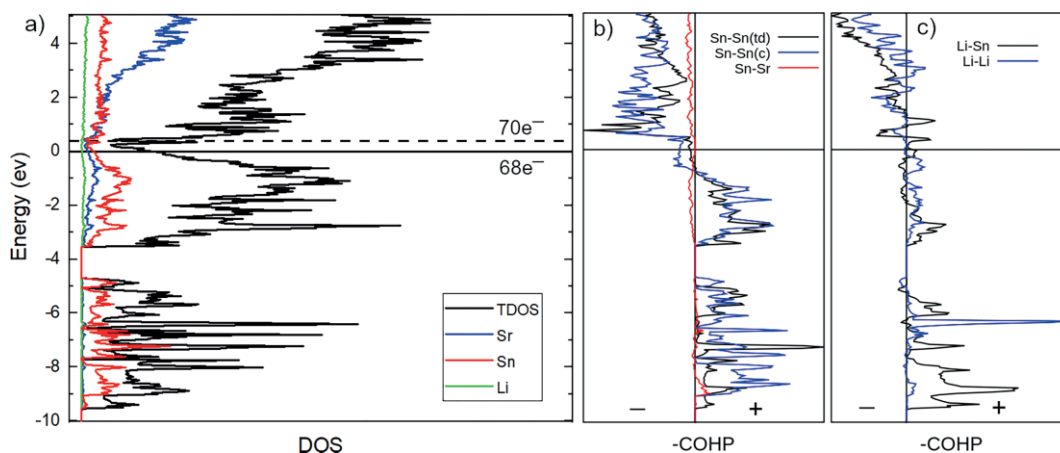 a)
Energy (ev)
4
2
0
-2
-4
-6
-8
-10
70e⁻
68e⁻
TDOS
Sr
Sn
Li
DOS
b)
Sn-Sn(td)
Sn-Sn(c)
Sn-Sr
− +
-COHP
c)
Li-Sn
Li-Li
− +
-COHP